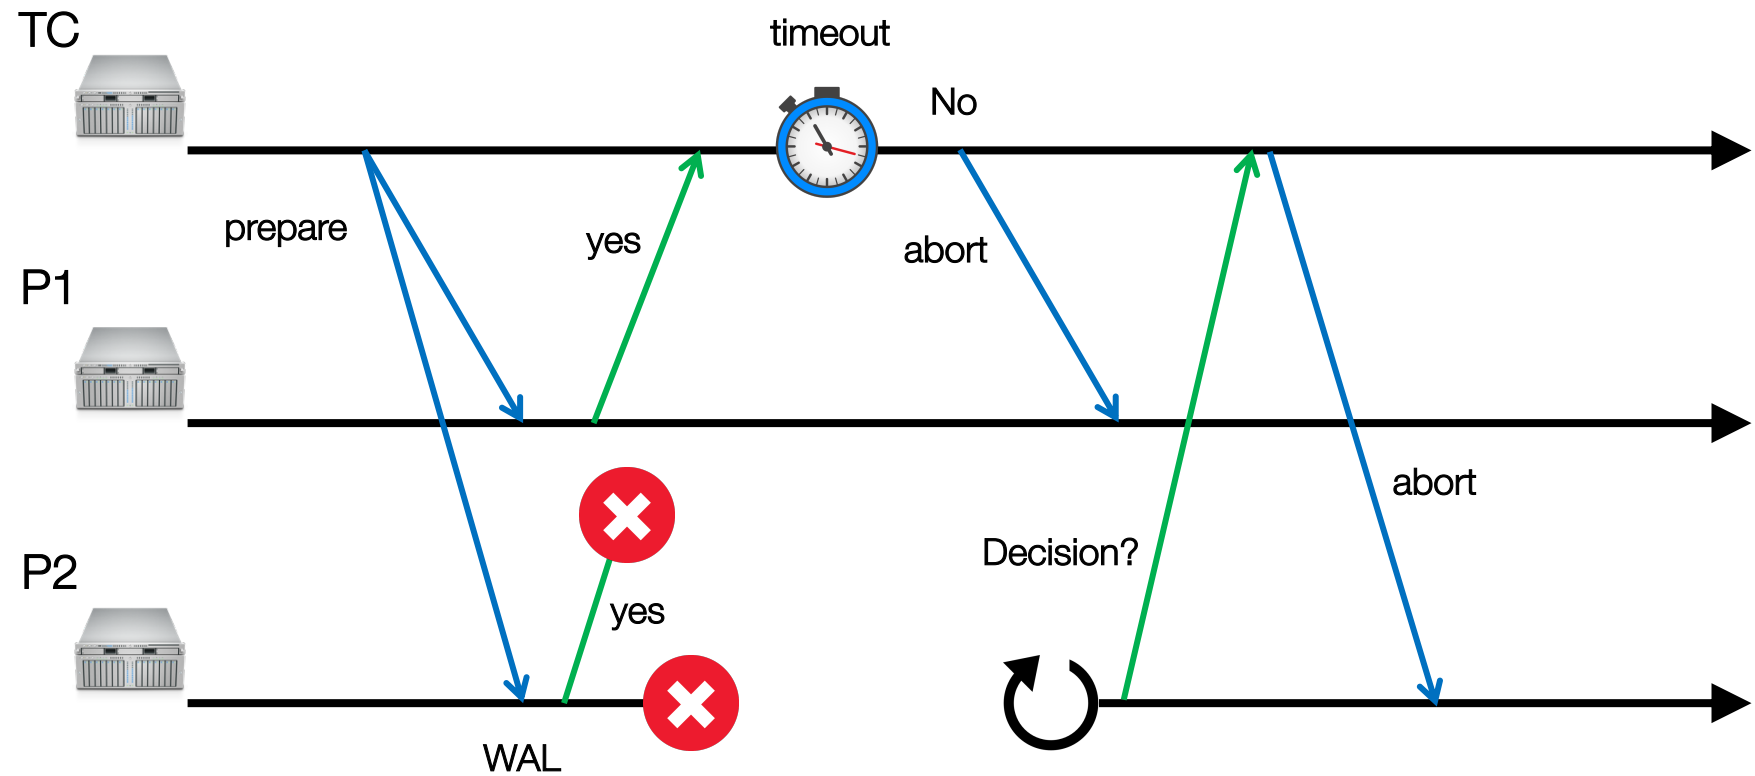 TC
timeout
No
prepare
yes
abort
P1
abort
Decision?
P2
yes
WAL